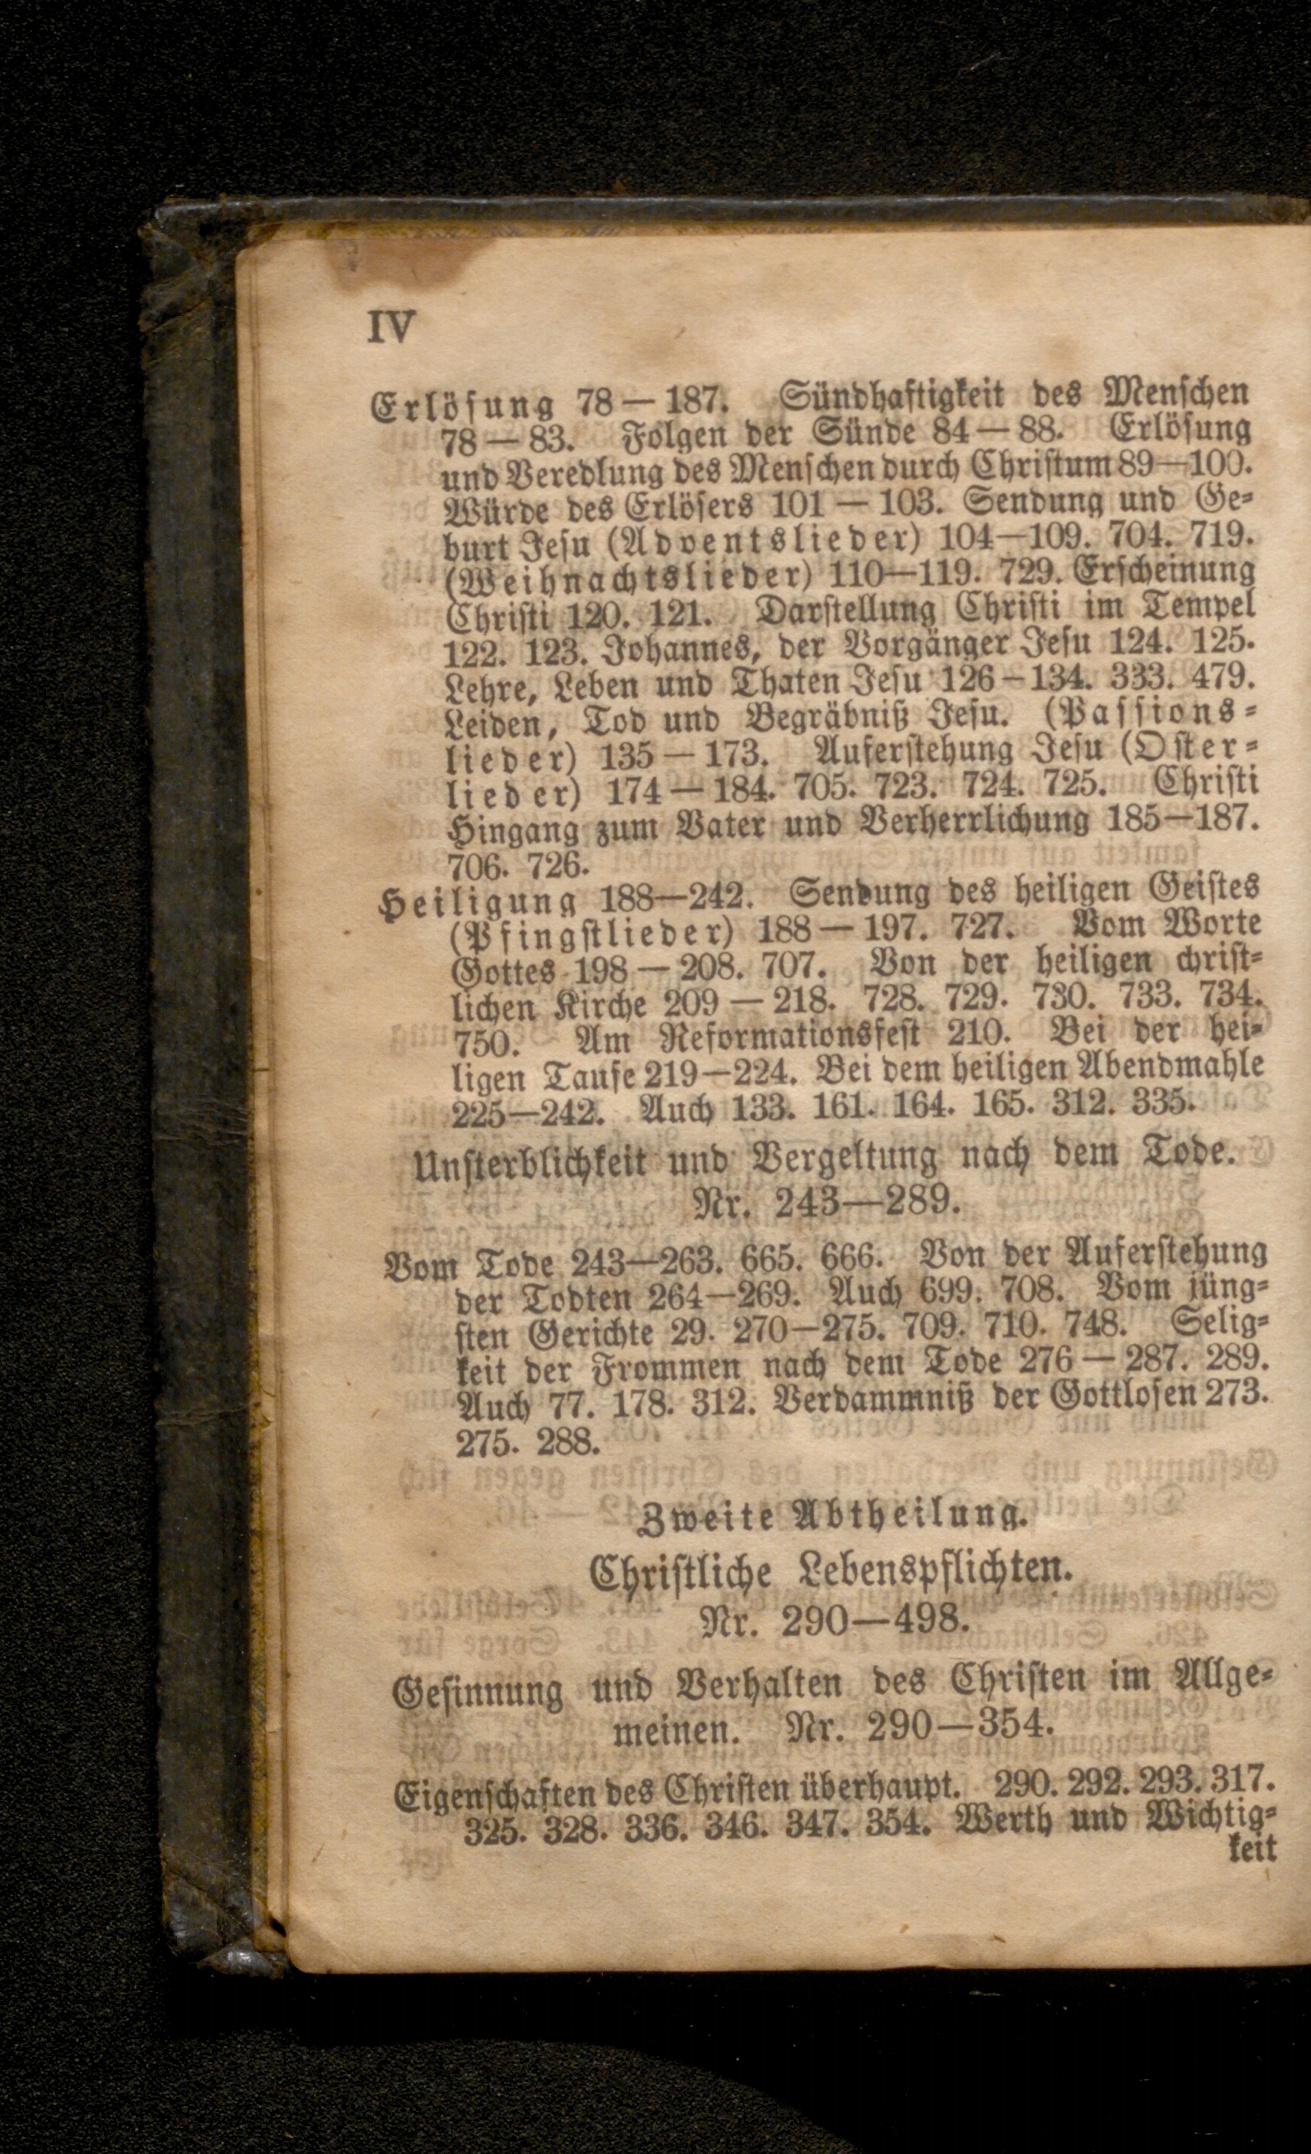 IV
Erlösung 78 — 187. Sündhaftigkeit des Menschen
78 — 83. Folgen der Sünde 84 — 88. Erlösung
und Veredlung des Menschen durch Christum 89—100.
Würde des Erlösers 101 — 103. Sendung und Ge-
burt Jesu (Adventslieder) 104—109. 704. 719.
(Weihnachtslieder) 110—119. 729. Erscheinung
Christi 120. 121. Darstellung Christi im Tempel
122. 123. Johannes, der Vorgänger Jesu 124. 125.
Lehre, Leben und Thaten Jesu 126—134. 333. 479.
Leiden, Tod und Begräbniß Jesu. (Passions-
lieder) 135 — 173. Auferstehung Jesu (Oster-
lieder) 174 — 184. 705. 723. 724. 725. Christi
Hingang zum Vater und Verherrlichung 185—187.
706. 726.
Heiligung 188—242. Sendung des heiligen Geistes
(Pfingstlieder) 188 — 197. 727. Vom Worte
Gottes 198 — 208. 707. Von der heiligen christ-
lichen Kirche 209 — 218. 728. 729. 730. 733. 734.
750. Am Reformationsfest 210. Bei der hei-
ligen Taufe 219—224. Bei dem heiligen Abendmahle
225—242. Auch 133. 161. 164. 165. 312. 335.
Unsterblichkeit und Vergeltung nach dem Tode.
Nr. 243—289.
Vom Tode 243—263. 665. 666. Von der Auferstehung
der Todten 264—269. Auch 699. 708. Vom jüng-
sten Gerichte 29. 270—275. 709. 710. 748. Selig-
keit der Frommen nach dem Tode 276 — 287. 289.
Auch 77. 178. 312. Verdammniß der Gottlosen 273.
275. 288.
Zweite Abtheilung.
Christliche Lebenspflichten.
Nr. 290—498.
Gesinnung und Verhalten des Christen im Allge-
meinen. Nr. 290—354.
Eigenschaften des Christen überhaupt. 290. 292. 293. 317.
325. 328. 336. 346. 347. 354. Werth und Wichtig-
keit